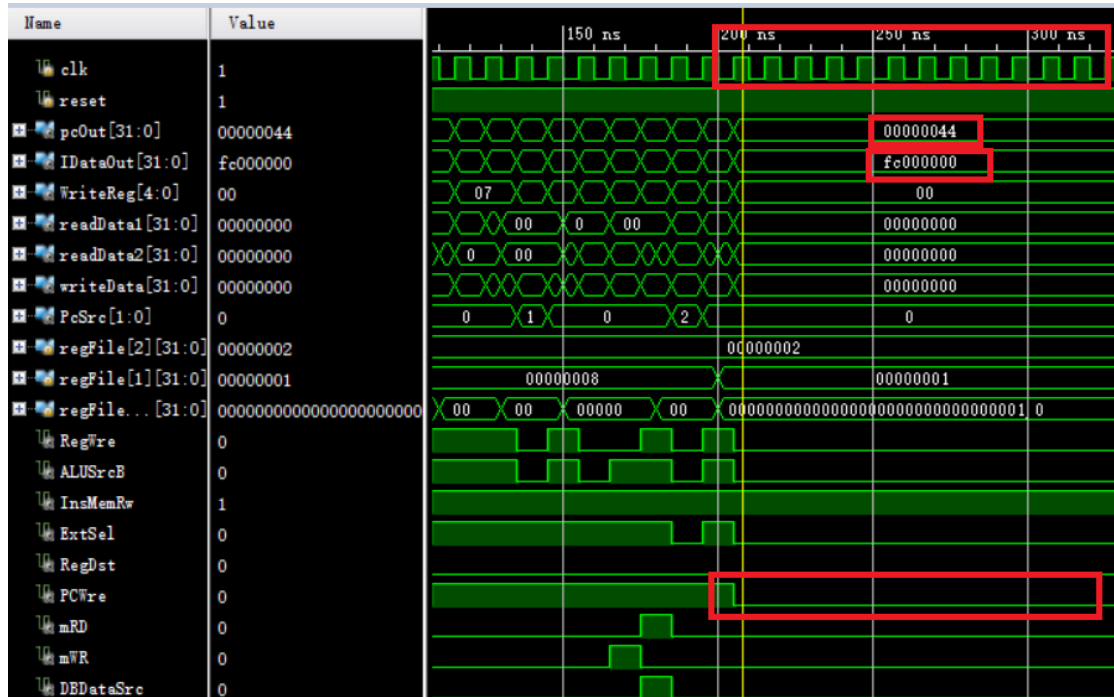 Name Value
150 ns 200 ns 250 ns 300 ns
clk 1
reset 1
pcOut[31:0] 00000044 00000044
IDataOut[31:0] fc000000 fc000000
WriteReg[4:0] 00 07 00
readData1[31:0] 00000000 00 0 00 00000000
readData2[31:0] 00000000 0 00 00000000
writeData[31:0] 00000000 00000000
PcSrc[1:0] 0 0 1 0 2 0
regFile[2][31:0] 00000002 00000002
regFile[1][31:0] 00000001 00000008 00000001
regFile...[31:0] 00 00 00000 00
RegWre 0
ALUSrcB 0
InsMemRw 1
ExtSel 0
RegDst 0
PCWre 0
mRD 0
mWR 0
DBDataSrc 0